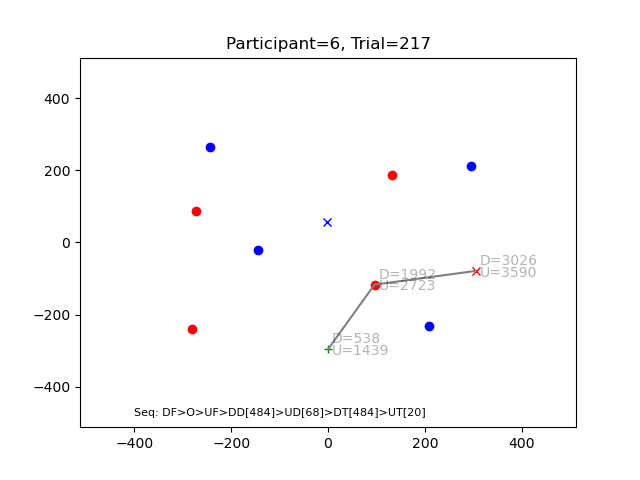 Participant=6, Trial=217
400
200
0
−200
−400
D=3026
U=3590
D=1992
U=2723
D=538
U=1439
Seq: DF>O>UF>DD[484]>UD[68]>DT[484]>UT[20]
−400 −200 0 200 400